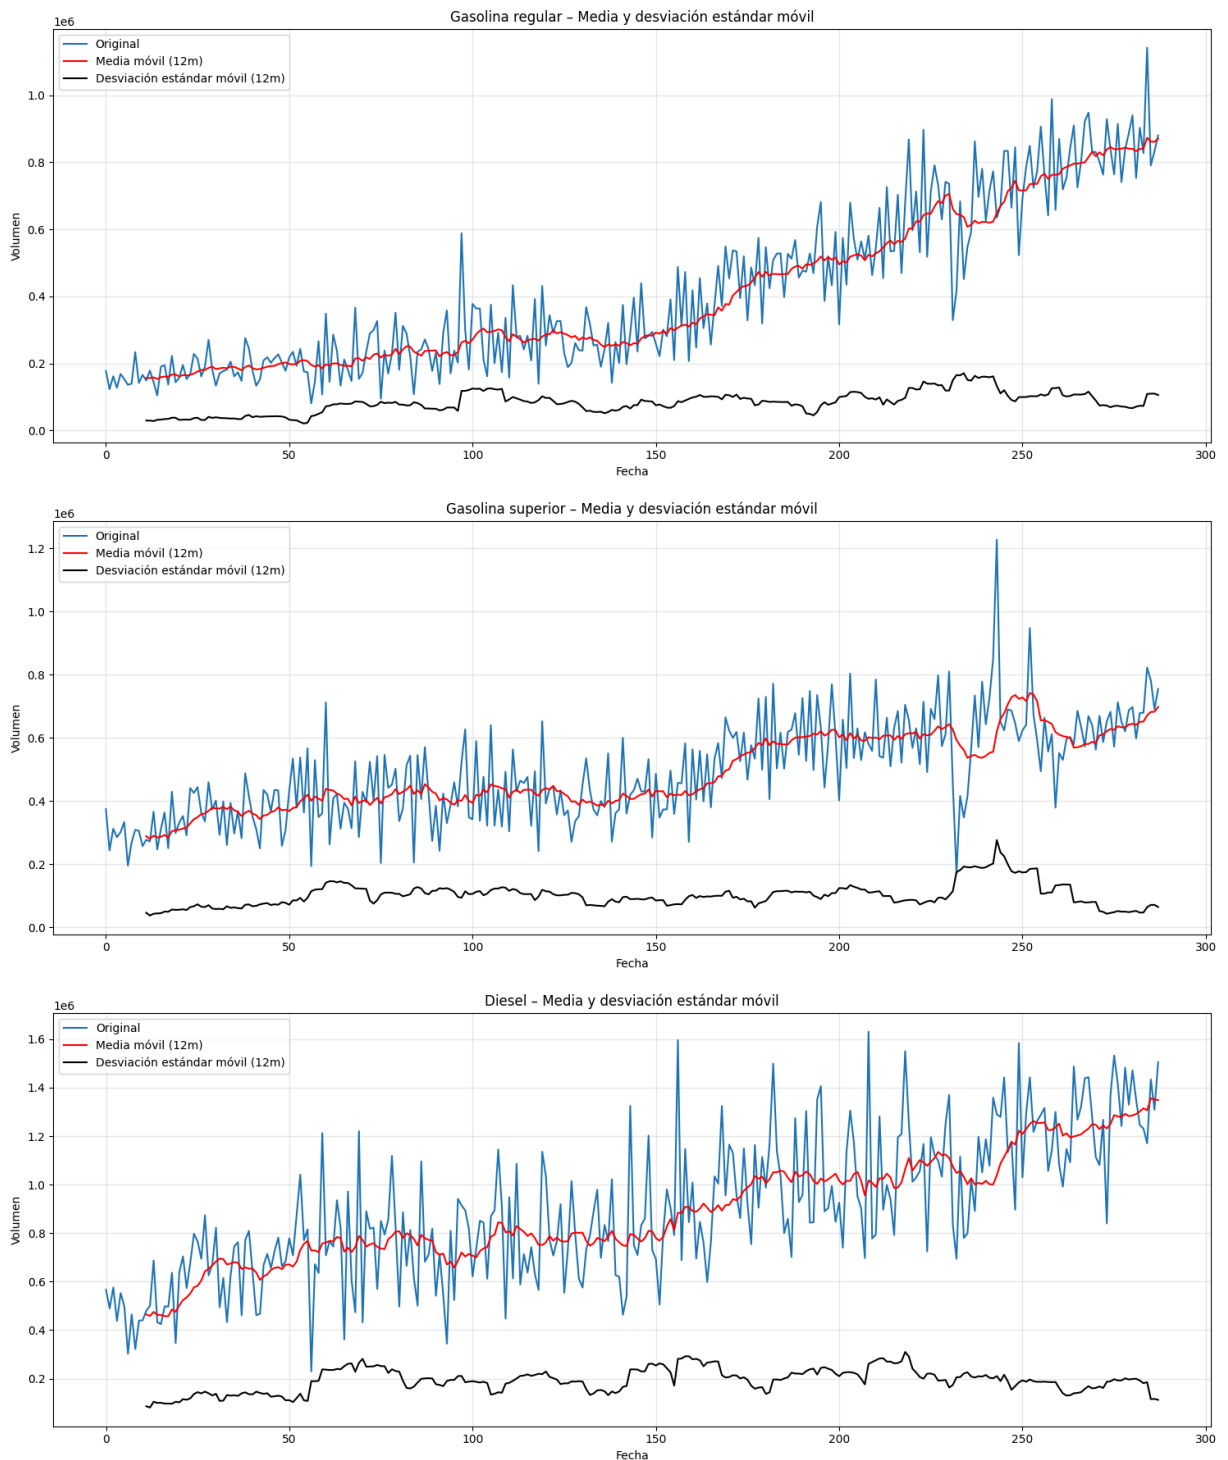 Gasolina regular – Media y desviación estándar móvil
1e6
Original
Media móvil (12m)
Desviación estándar móvil (12m)
1.0
0.8
0.6
0.4
0.2
0.0
Volumen
0 50 100 150 200 250 300
Fecha
Gasolina superior – Media y desviación estándar móvil
1e6
Original
Media móvil (12m)
Desviación estándar móvil (12m)
1.2
1.0
0.8
0.6
0.4
0.2
0.0
Volumen
0 50 100 150 200 250 300
Fecha
Diesel – Media y desviación estándar móvil
1e6
Original
Media móvil (12m)
Desviación estándar móvil (12m)
1.6
1.4
1.2
1.0
0.8
0.6
0.4
0.2
Volumen
0 50 100 150 200 250 300
Fecha